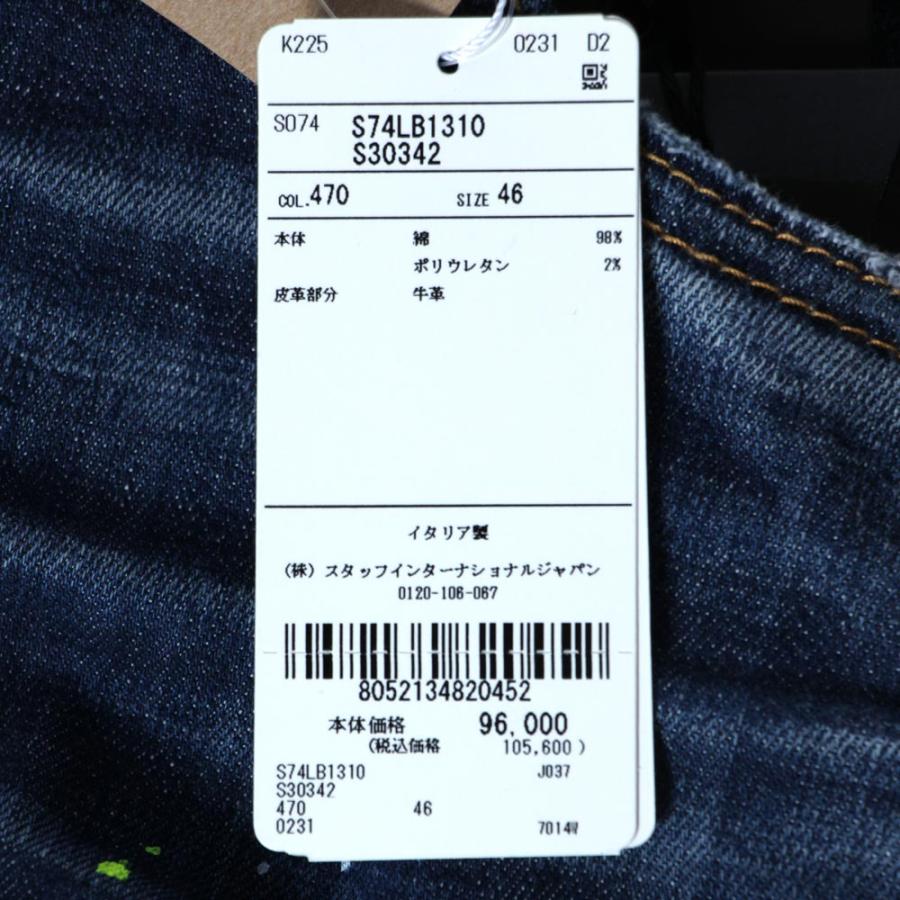 K225 0231 D2
S074 S74LB1310
S30342
COL.470 SIZE 46
本体 綿 98%
ポリウレタン 2%
皮革部分 牛革
イタリア製
(株)スタッフインターナショナルジャパン
0120-106-067
8052134820452
本体価格 96,000
(税込価格 105,600)
S74LB1310 J037
S30342
470 46
0231 7014W